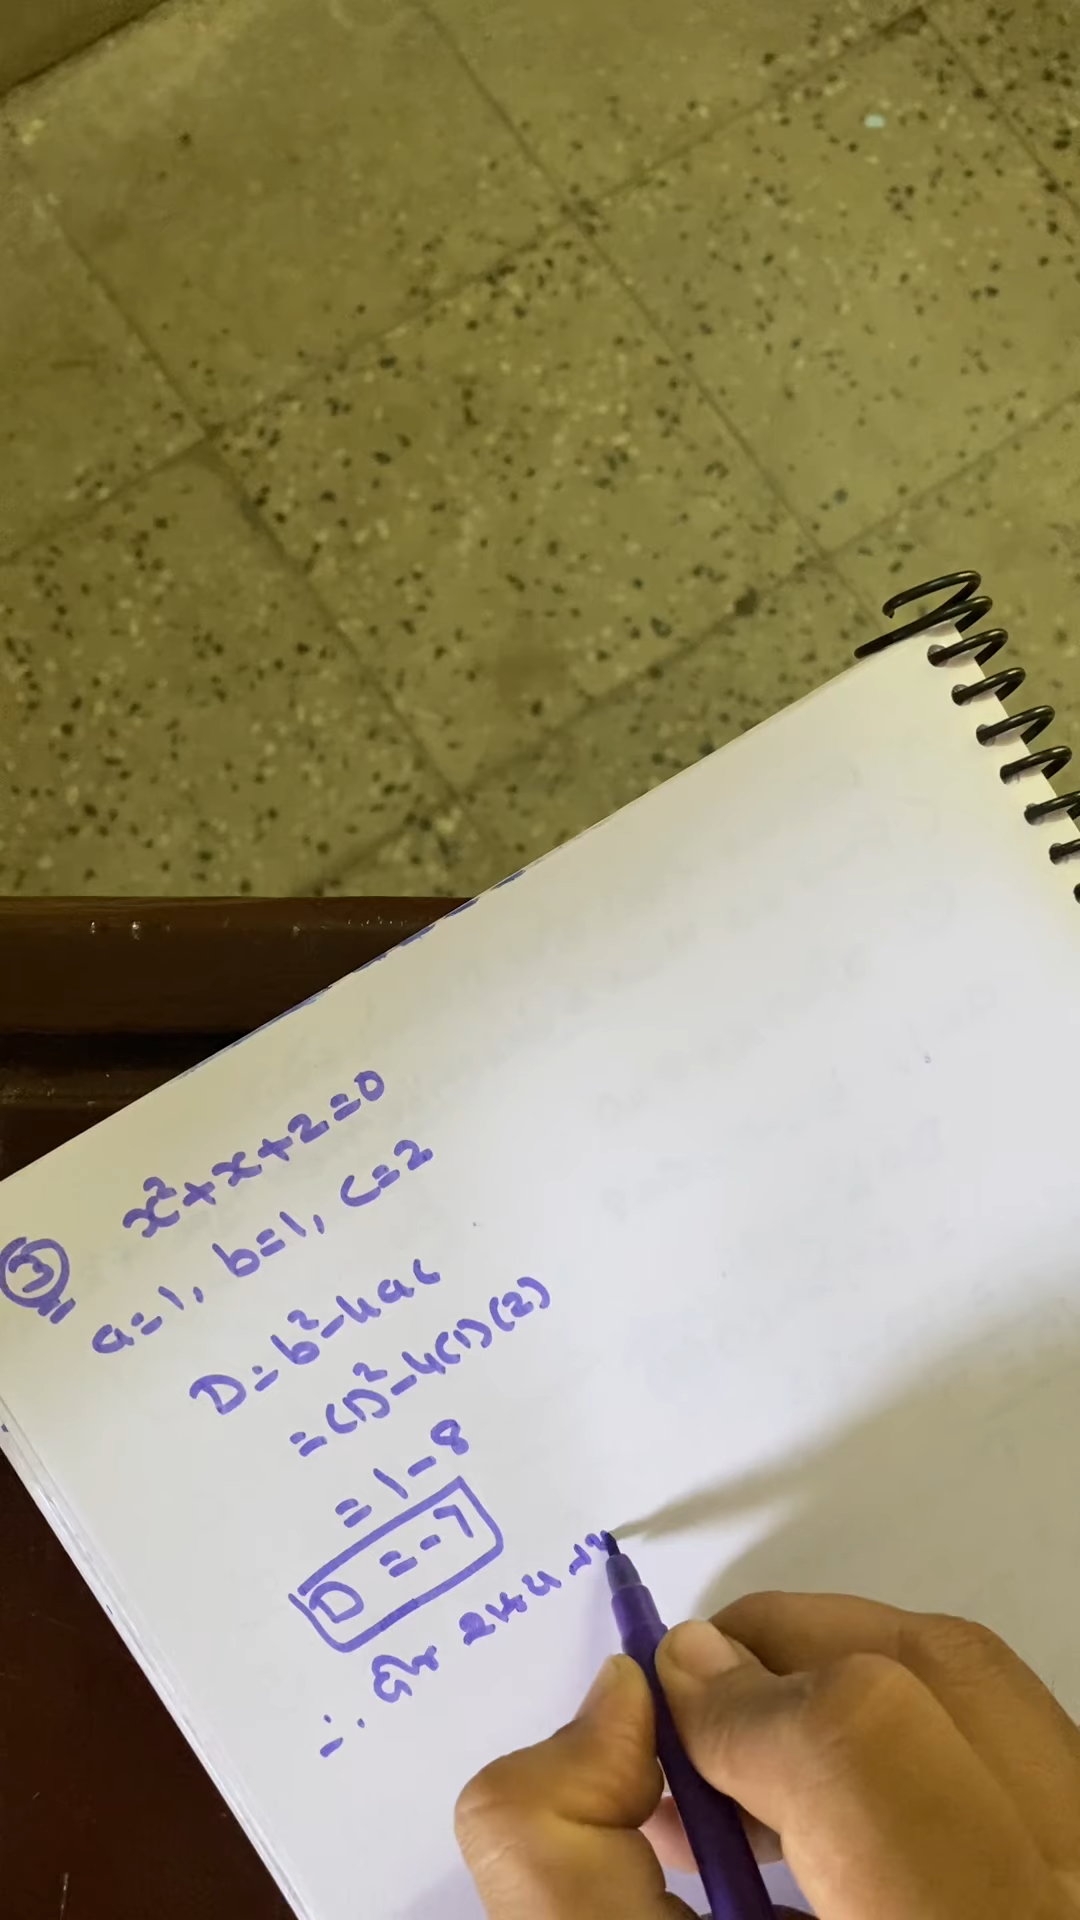 3
x²+x+2=0
a=1, b=1, c=2
D=b²-4ac
=(1)²-4(1)(2)
=1-8
D=-7
∴